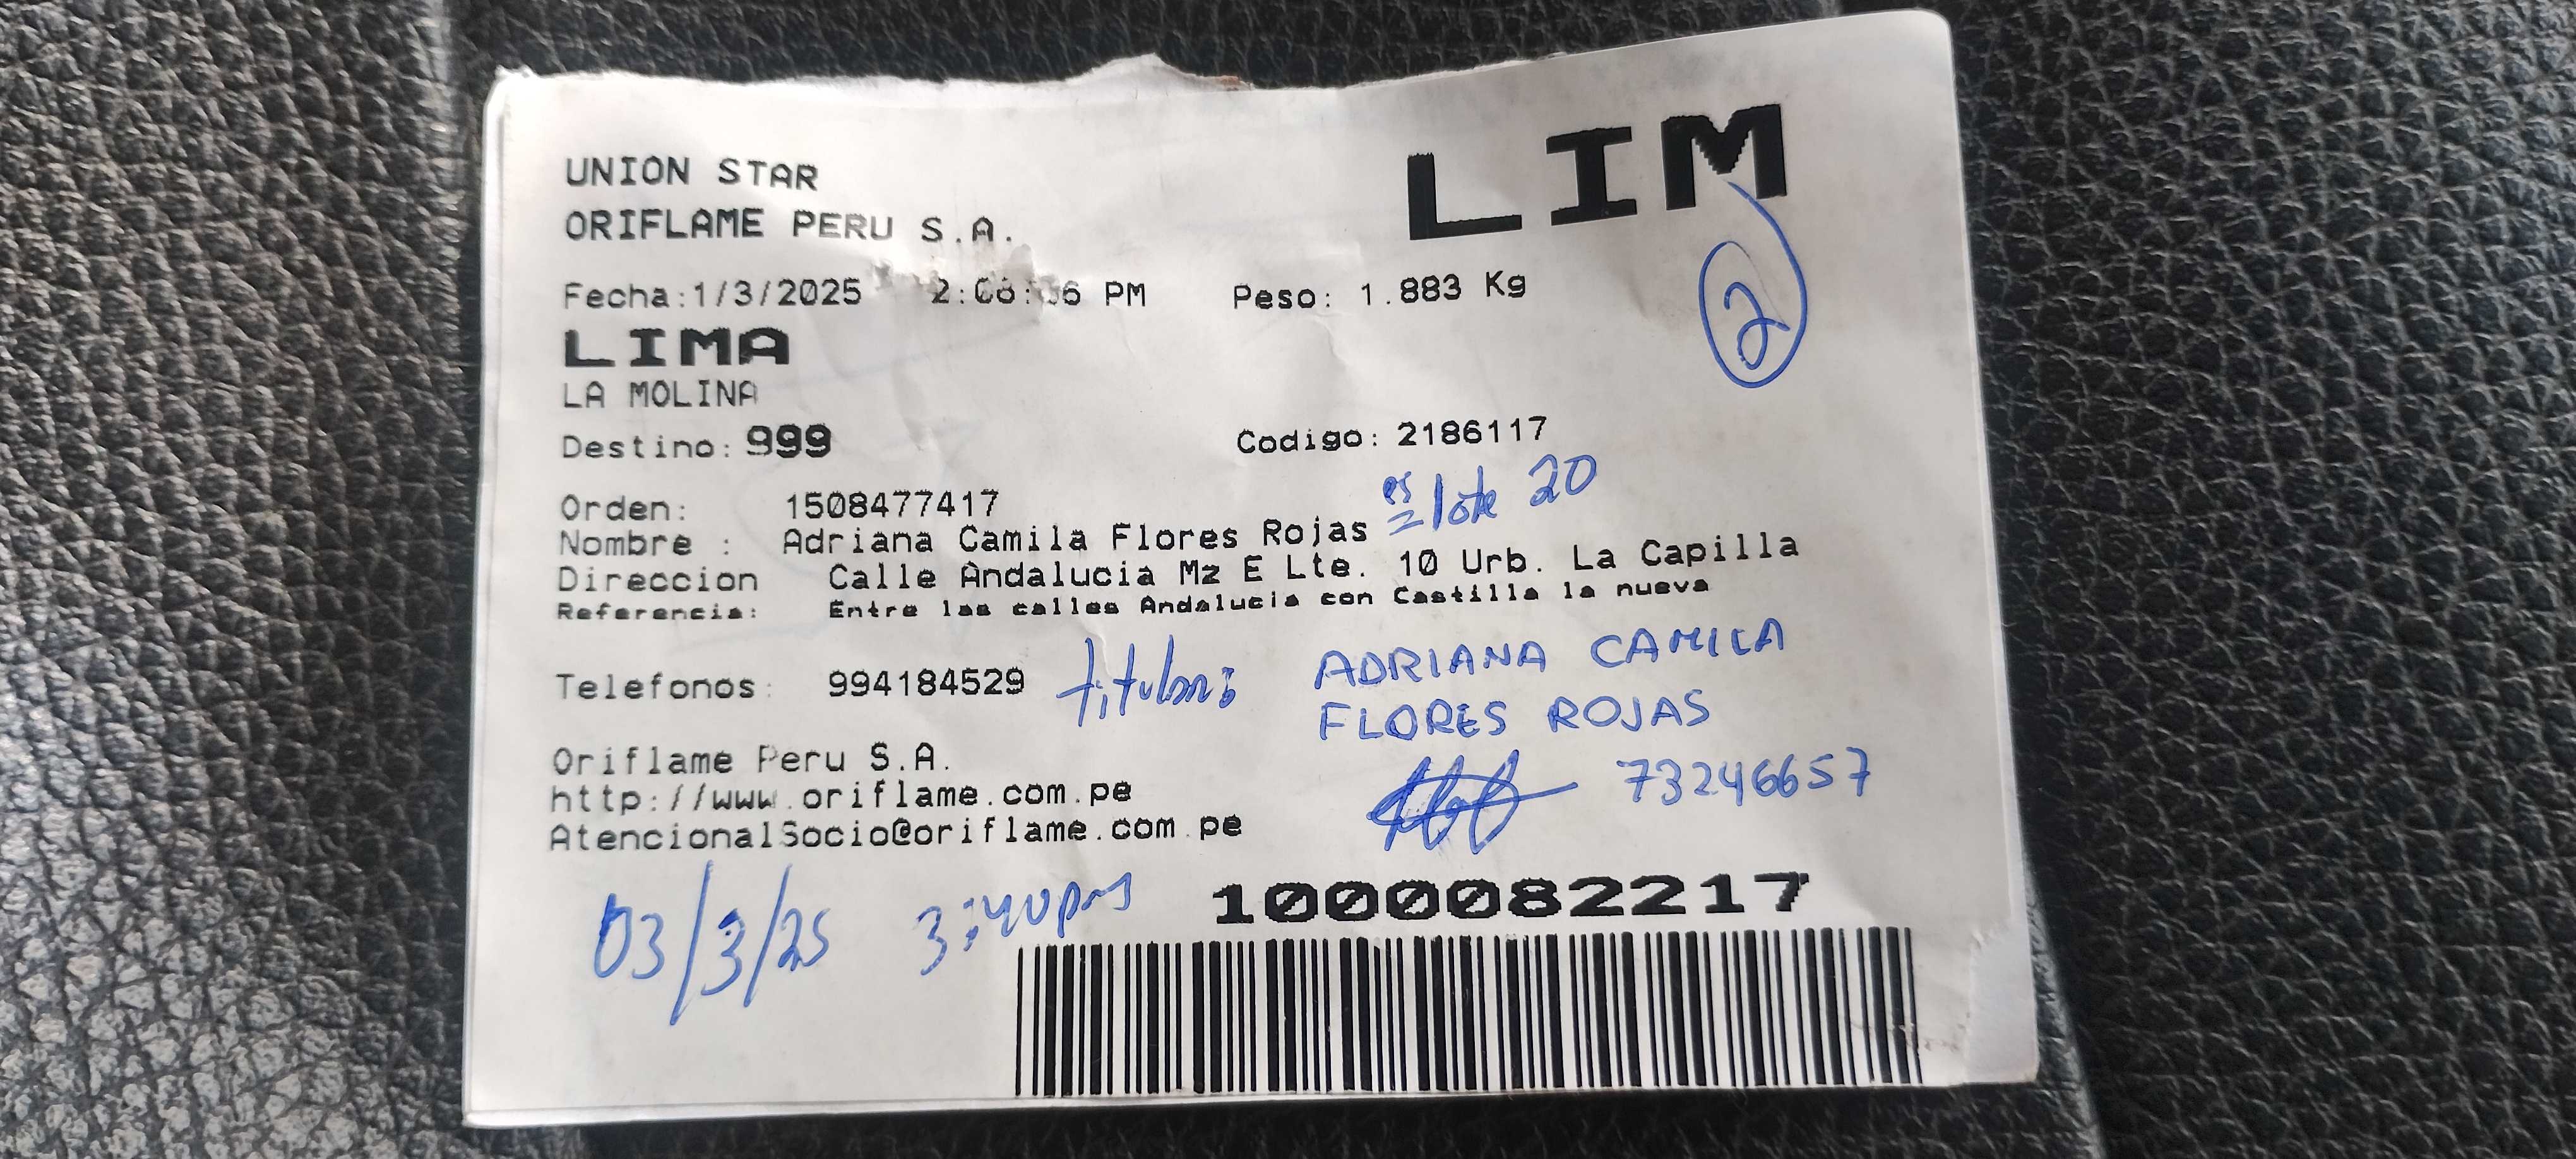 UNION STAR
LIM
ORIFLAME PERU S.A.
Fecha:1/3/2025 PM Peso: 1.883 Kg
2
LIMA
LA MOLINA
Destino:999 Codigo: 2186117
es lote 20
Orden: 1508477417
Nombre : Adriana Camila Flores Rojas
Direccion Calle Andalucia Mz E Lte. 10 Urb. La Capilla
Referencia: Entre las calles Andalucia con Castilla la nueva
Telefonos: 994184529 titular: ADRIANA CAMILA
FLORES ROJAS
73246657
Oriflame Peru S.A.
http://www.oriflame.com.pe
AtencionalSocio@oriflame.com.pe
03/3/25 3:40pm
1000082217